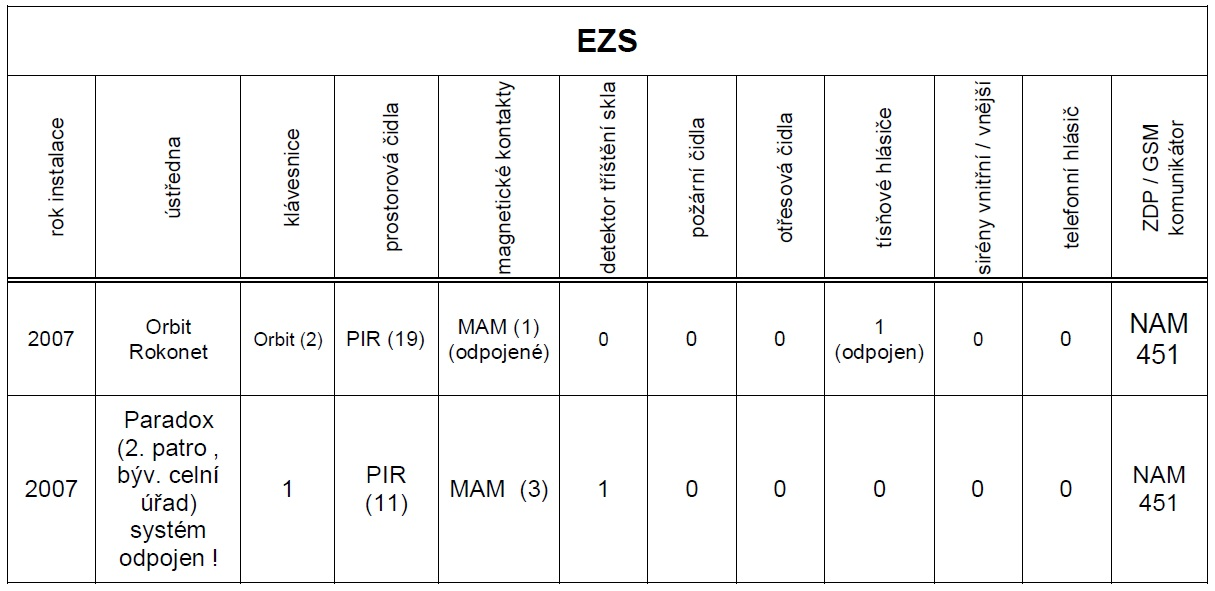 EZS
rok instalace
ústředna
klávesnice
prostorová čidla
magnetické kontakty
detektor tříštění skla
požární čidla
otřesová čidla
tísňové hlásiče
sirény vnitřní / vnější
telefonní hlásič
ZDP / GSM
komunikátor
2007
Orbit
Rokonet
Orbit (2)
PIR (19)
MAM (1)
(odpojené)
0
0
0
1
(odpojen)
0
0
NAM
451
2007
Paradox
(2. patro ,
býv. celní
úřad)
systém
odpojen !
1
PIR
(11)
MAM (3)
1
0
0
0
0
0
NAM
451